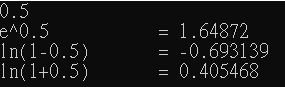 0.5
e^0.5 = 1.64872
ln(1-0.5) = -0.693139
ln(1+0.5) = 0.405468